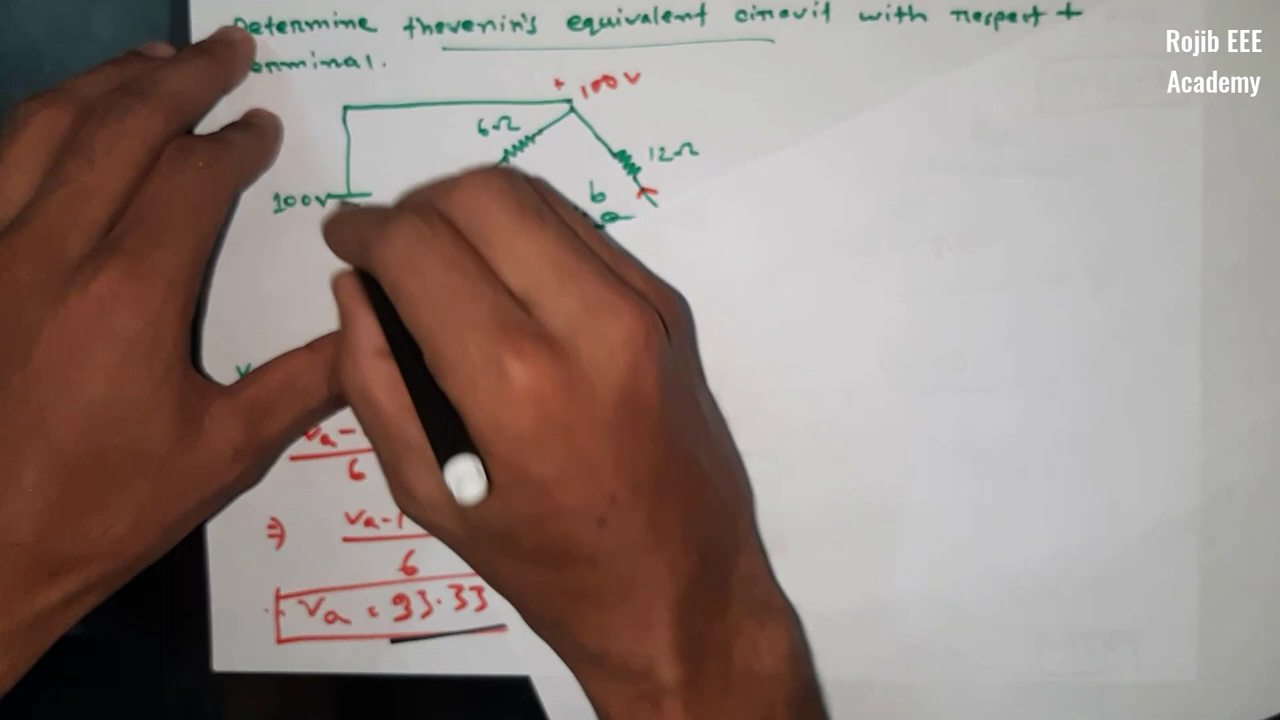 Determine thevenin's equivalent circuit with respect t
erminal.
Rojib EEE
Academy
+ 100V
6Ω
12Ω
100V
b
a
Va-
6
⇒ Va-1
6
Va = 93.33